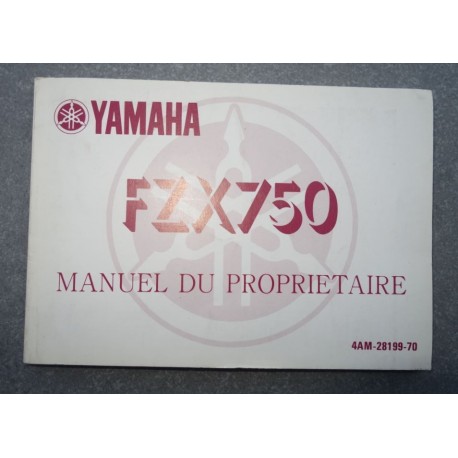 YAMAHA
FZX750
MANUEL DU PROPRIETAIRE
4AM-28199-70